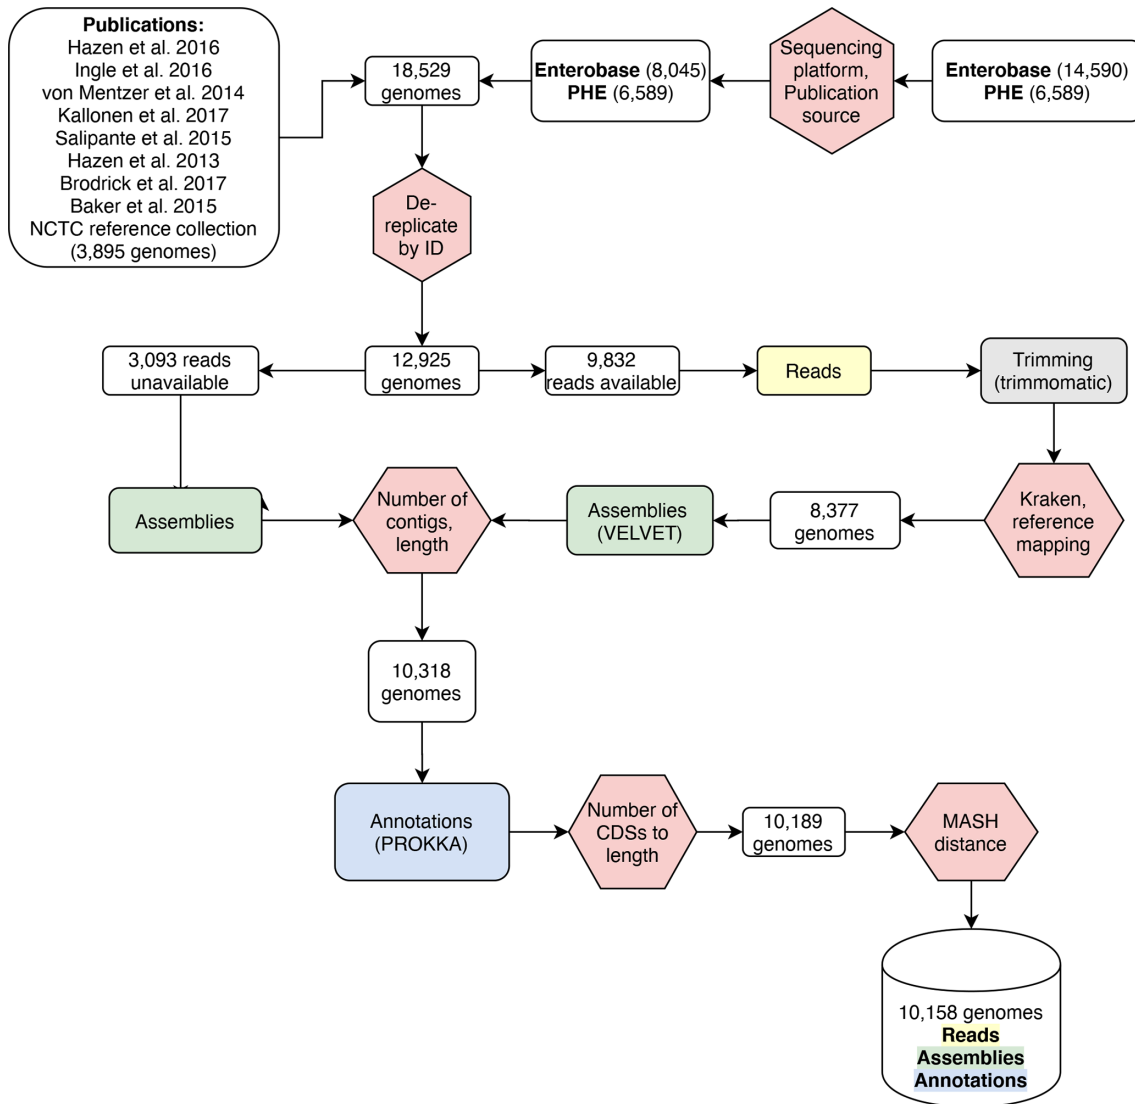 Publications:
Hazen et al. 2016
Ingle et al. 2016
von Mentzer et al. 2014
Kallonen et al. 2017
Salipante et al. 2015
Hazen et al. 2013
Brodrick et al. 2017
Baker et al. 2015
NCTC reference collection
(3,895 genomes)
18,529
genomes
Enterobase (8,045)
PHE (6,589)
Sequencing
platform,
Publication
source
Enterobase (14,590)
PHE (6,589)
De-
replicate
by ID
3,093 reads
unavailable
12,925
genomes
9,832
reads available
Reads
Trimming
(trimmomatic)
Assemblies
Number of
contigs,
length
Assemblies
(VELVET)
8,377
genomes
Kraken,
reference
mapping
10,318
genomes
Annotations
(PROKKA)
Number of
CDSs to
length
10,189
genomes
MASH
distance
10,158 genomes
Reads
Assemblies
Annotations